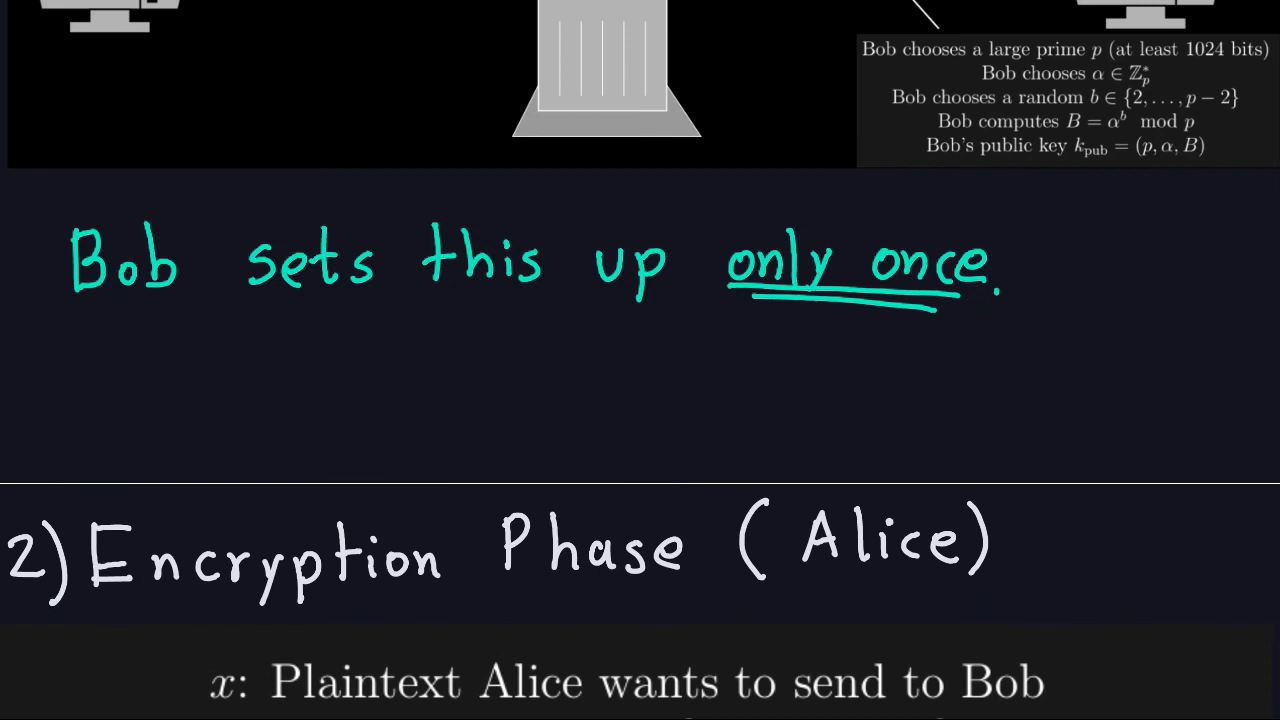 Bob chooses a large prime p (at least 1024 bits)
Bob chooses α ∈ ℤ*ₚ
Bob chooses a random b ∈ {2, . . . , p − 2}
Bob computes B = αᵇ mod p
Bob's public key k_pub = (p, α, B)
Bob sets this up only once.
2) Encryption Phase (Alice)
x: Plaintext Alice wants to send to Bob